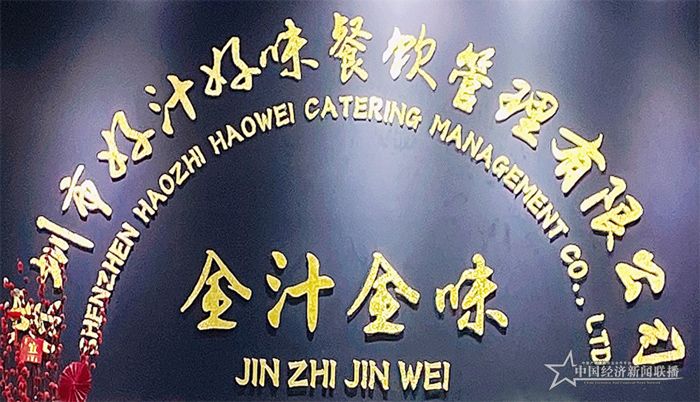 深圳市好汁好味餐饮管理有限公司
SHENZHEN HAOZHI HAOWEI CATERING MANAGEMENT CO., LTD
金汁金味
JIN ZHI JIN WEI
中国经济新闻联播